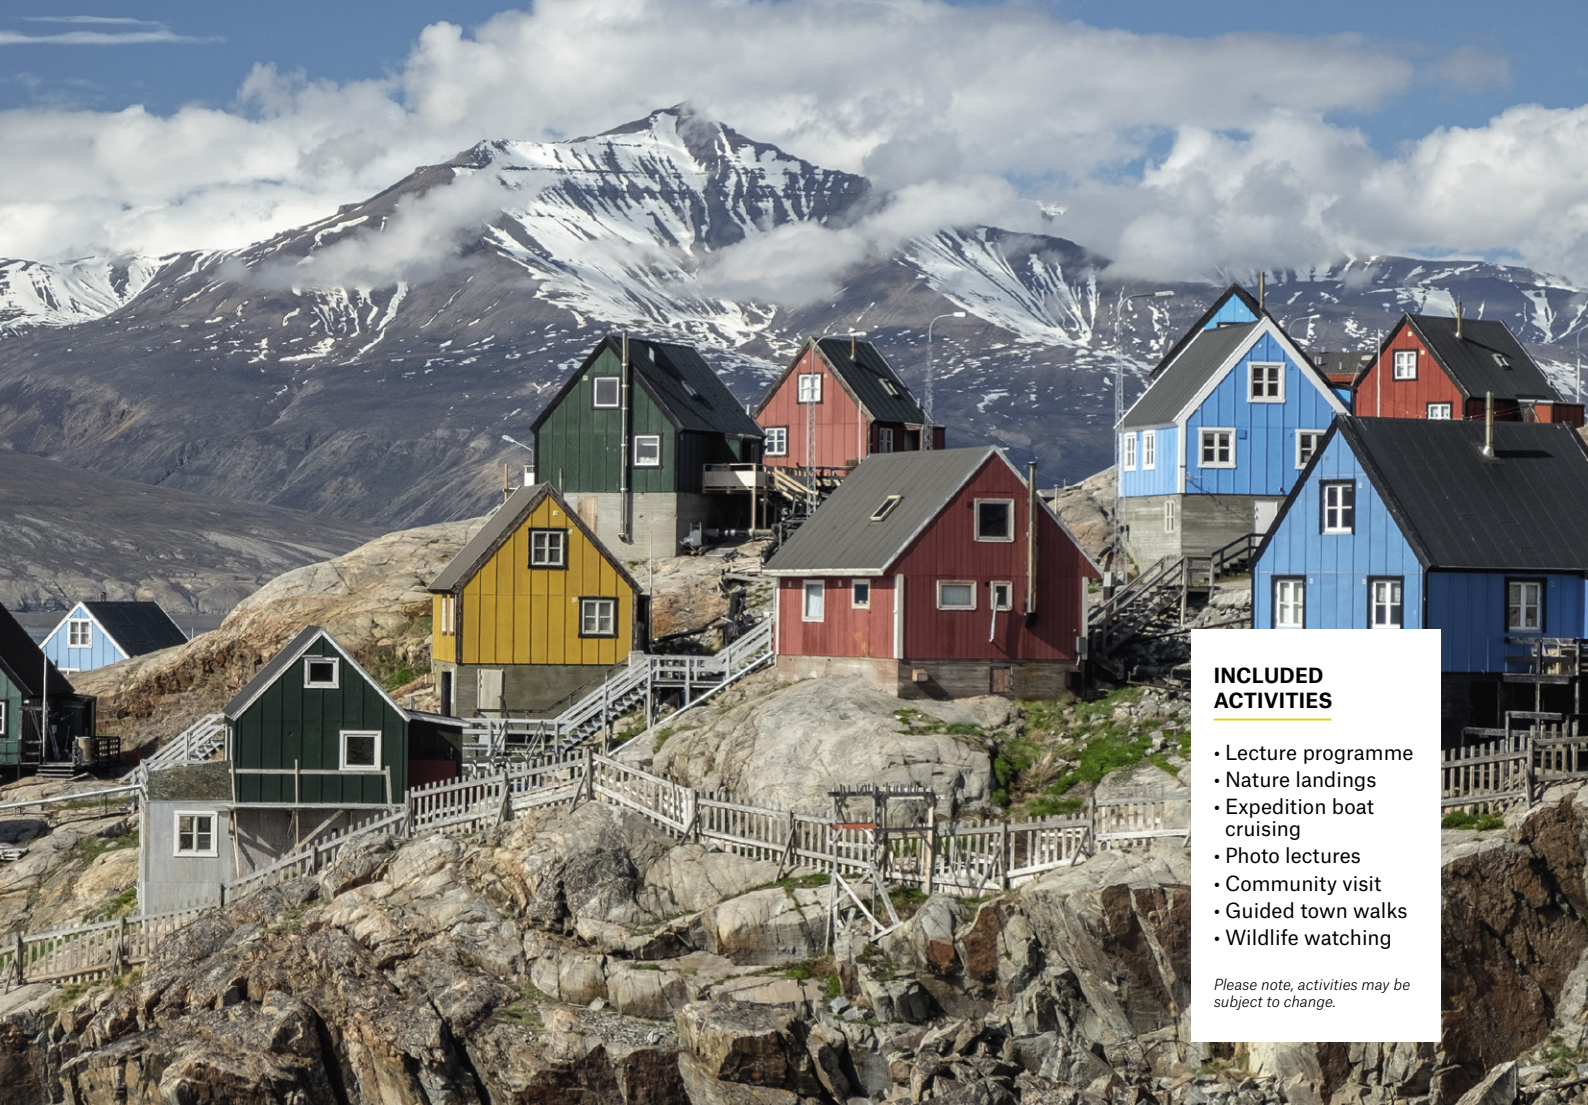 INCLUDED
ACTIVITIES
• Lecture programme
• Nature landings
• Expedition boat
cruising
• Photo lectures
• Community visit
• Guided town walks
• Wildlife watching
Please note, activities may be
subject to change.